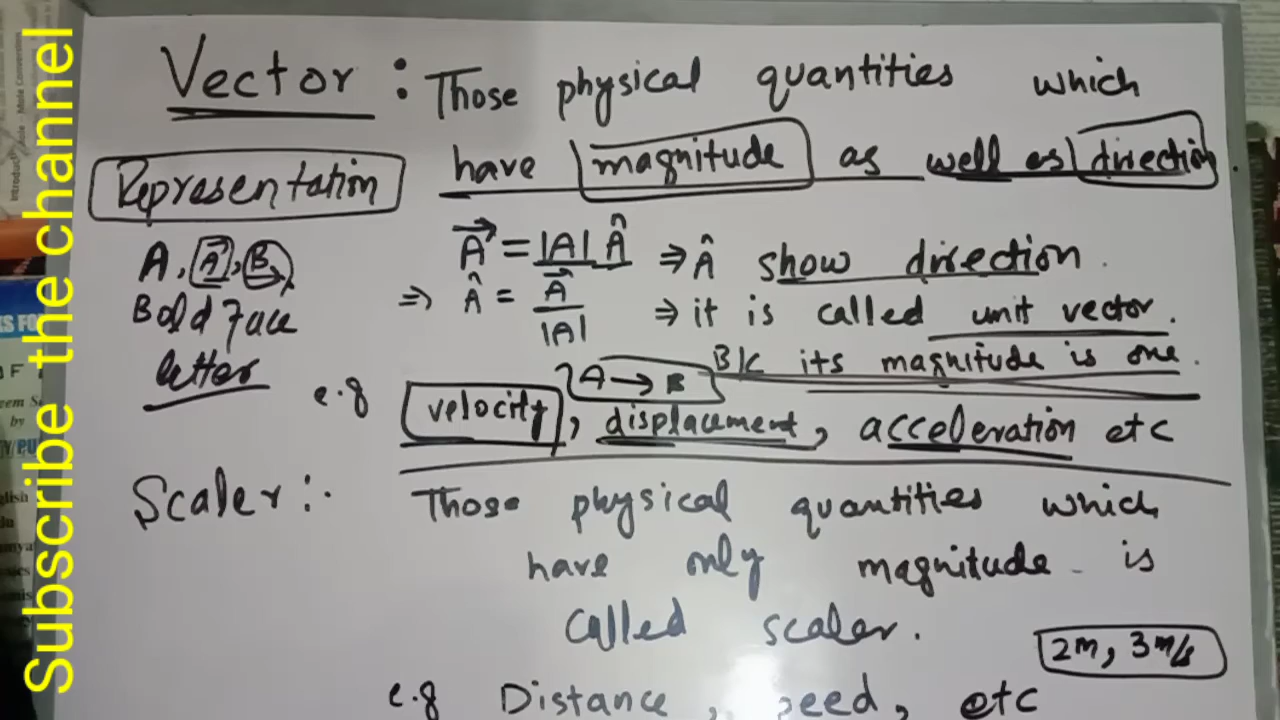 Subscribe the channel
Vector : Those physical quantities which
have magnitude as well as direction.
Representation
A, A⃗, B
Bold Face
letter
A⃗ = |A| Â ⇒ Â show direction.
⇒ Â = A⃗/|A| ⇒ it is called unit vector.
B/c its magnitude is one.
A → B
e.g velocity, displacement, acceleration etc
Scaler :- Those physical quantities which
have only magnitude is
called scaler.
2m, 3m/s
e.g Distance, speed, etc